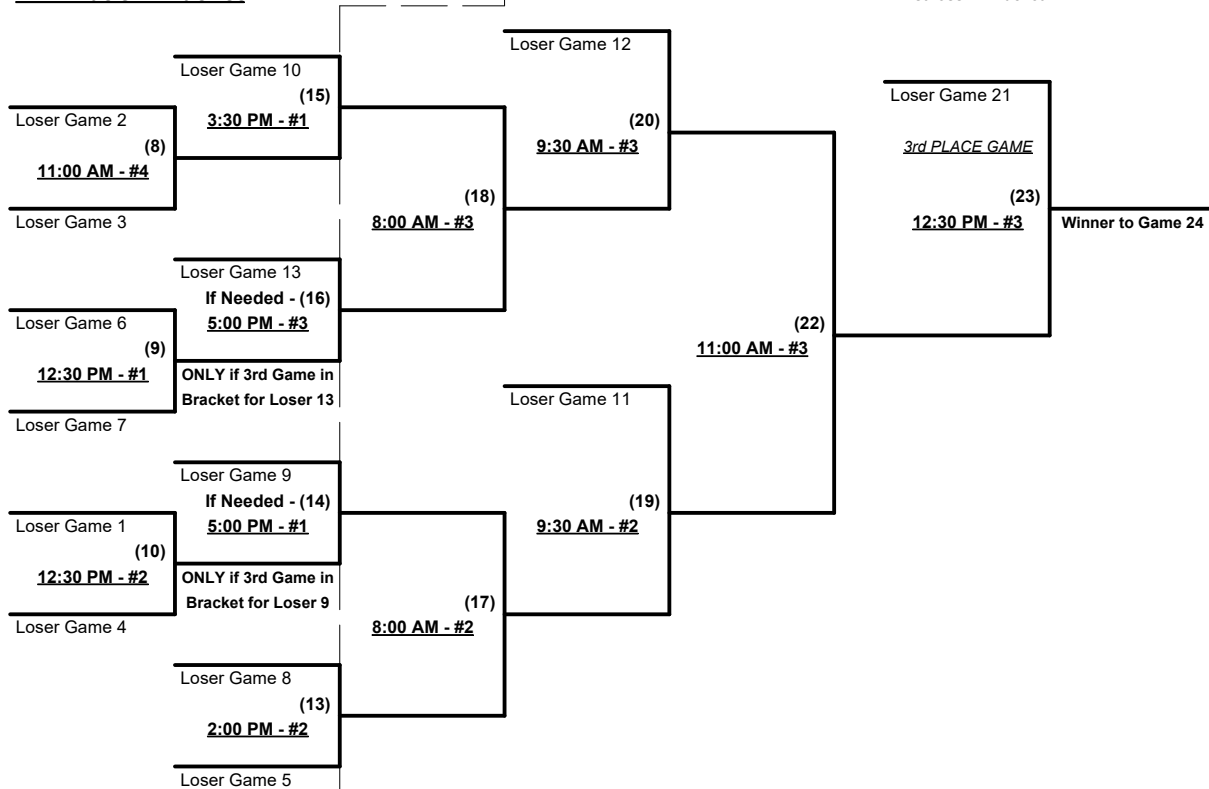 Loser Game 12
Loser Game 10
(15)
3:30 PM - #1
Loser Game 2
(8)
11:00 AM - #4
Loser Game 3
(20)
9:30 AM - #3
Loser Game 21
3rd PLACE GAME
(23)
12:30 PM - #3
Winner to Game 24
(18)
8:00 AM - #3
Loser Game 13
If Needed - (16)
5:00 PM - #3
Loser Game 6
(9)
12:30 PM - #1
ONLY if 3rd Game in
Bracket for Loser 13
Loser Game 7
(22)
11:00 AM - #3
Loser Game 11
Loser Game 9
If Needed - (14)
5:00 PM - #1
Loser Game 1
(10)
12:30 PM - #2
ONLY if 3rd Game in
Bracket for Loser 9
Loser Game 4
(19)
9:30 AM - #2
(17)
8:00 AM - #2
Loser Game 8
(13)
2:00 PM - #2
Loser Game 5